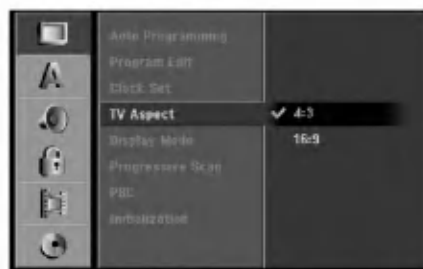 Auto Programming
Program Edit
Clock Set
TV Aspect
✔ 4:3
16:9
Display Mode
Progressive Scan
PBC
Initialization